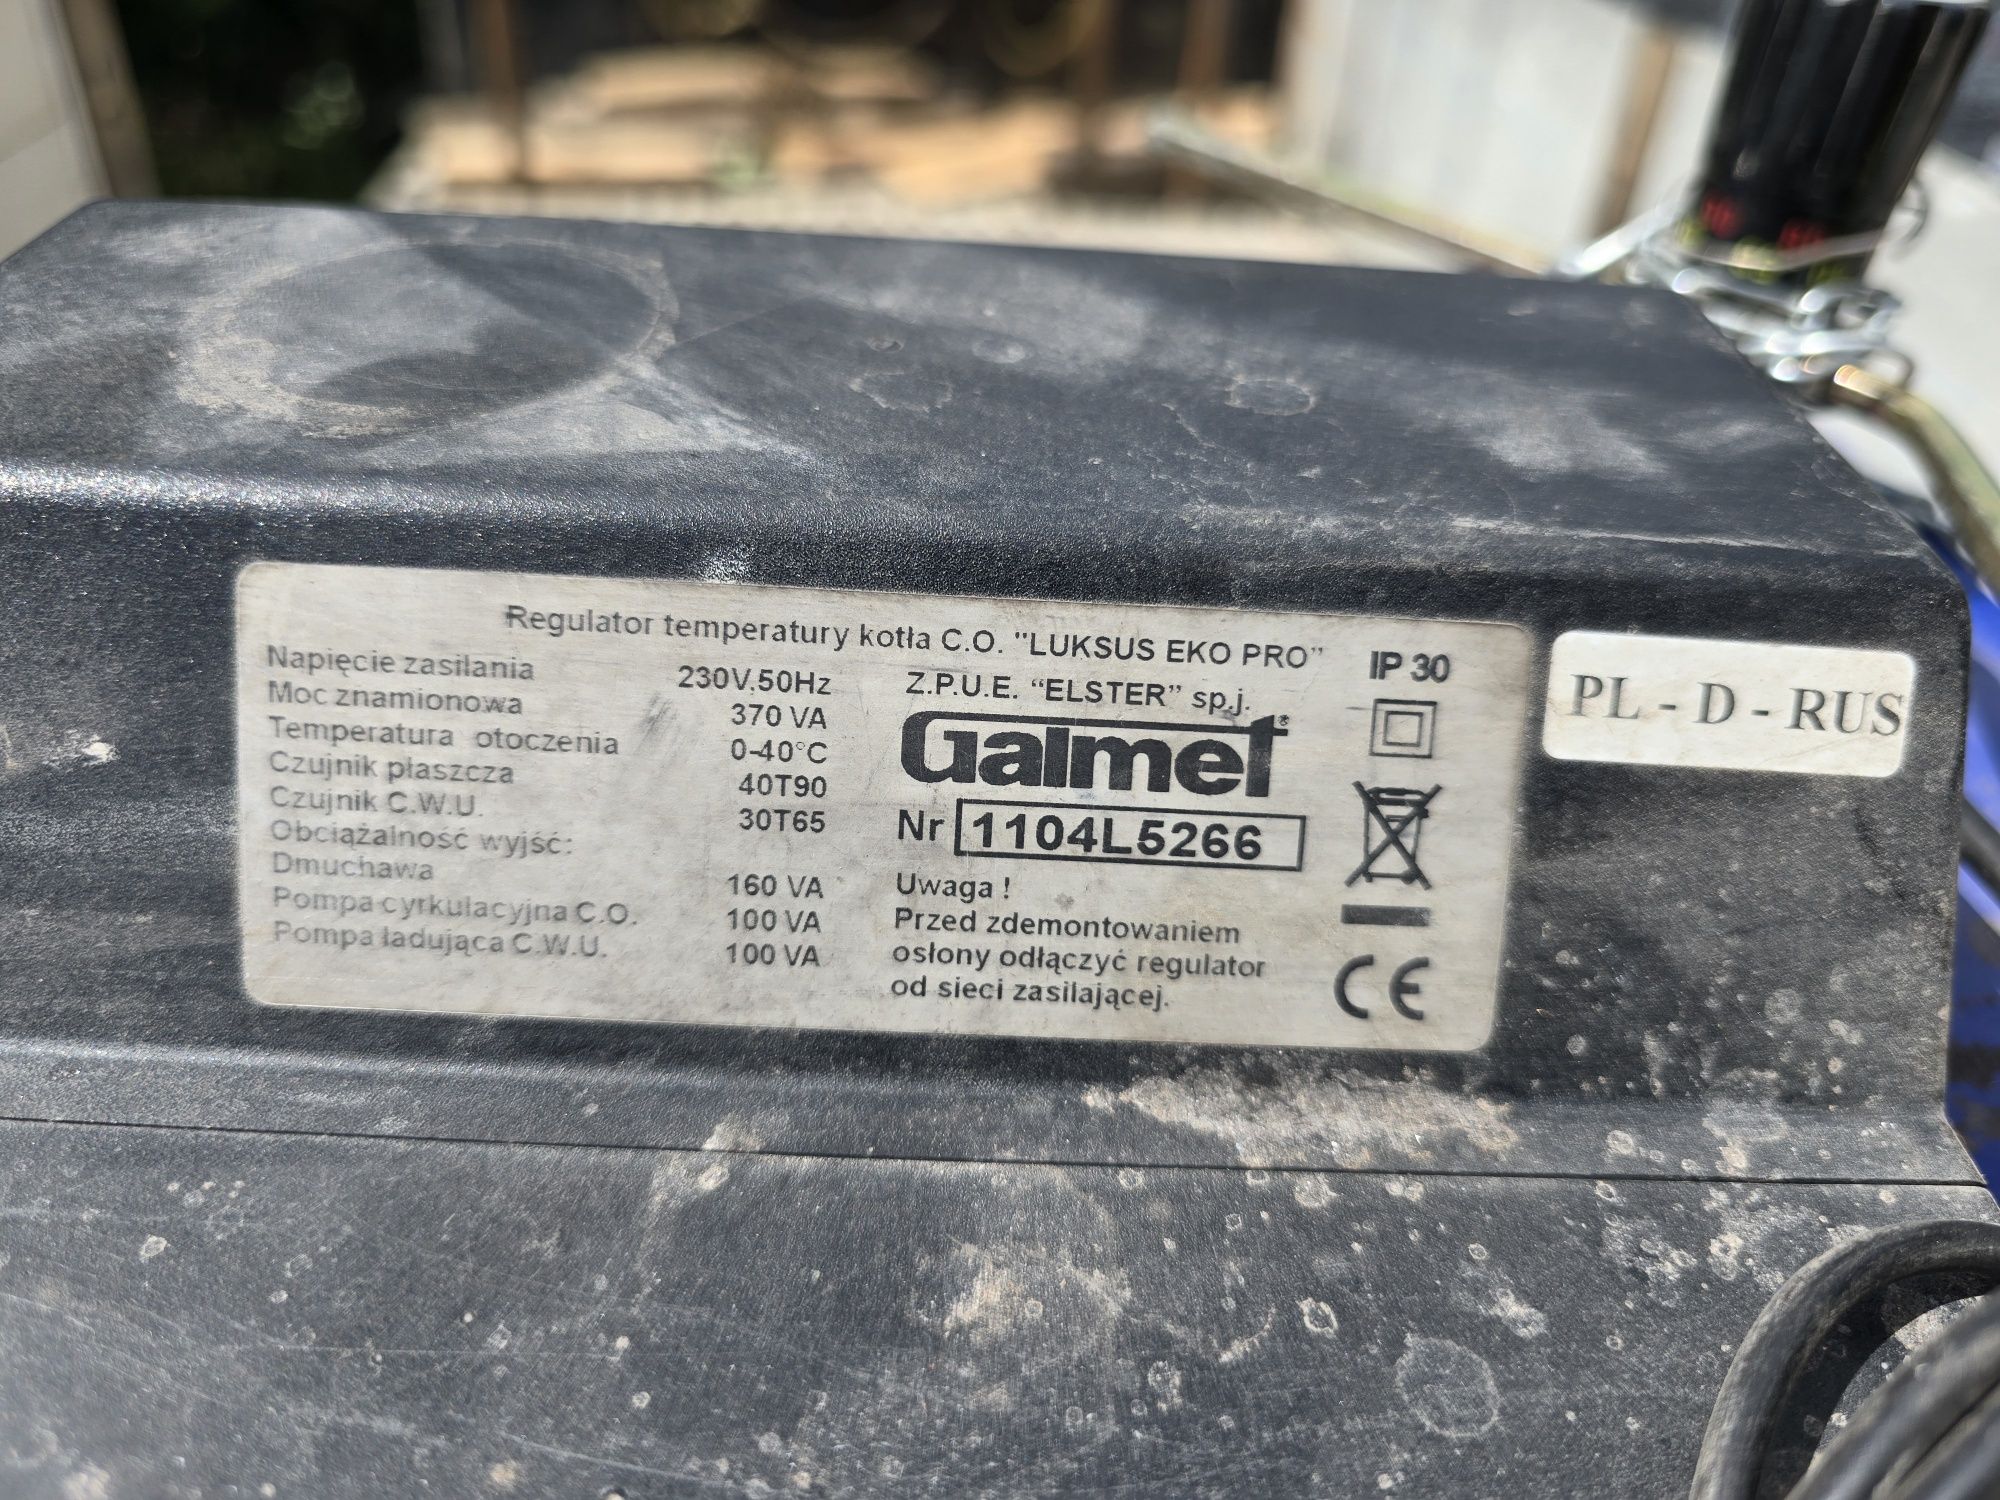 Regulator temperatury kotła C.O. "LUKSUS EKO PRO"
Napięcie zasilania 230V,50Hz
Moc znamionowa 370 VA
Temperatura otoczenia 0-40°C
Czujnik płaszcza 40T90
Czujnik C.W.U. 30T65
Obciążalność wyjść:
Dmuchawa 160 VA
Pompa cyrkulacyjna C.O. 100 VA
Pompa ładująca C.W.U. 100 VA
Z.P.U.E. "ELSTER" sp.j.
Galmet®
Nr 1104L5266
Uwaga !
Przed zdemontowaniem
osłony odłączyć regulator
od sieci zasilającej.
IP 30
CE
PL - D - RUS